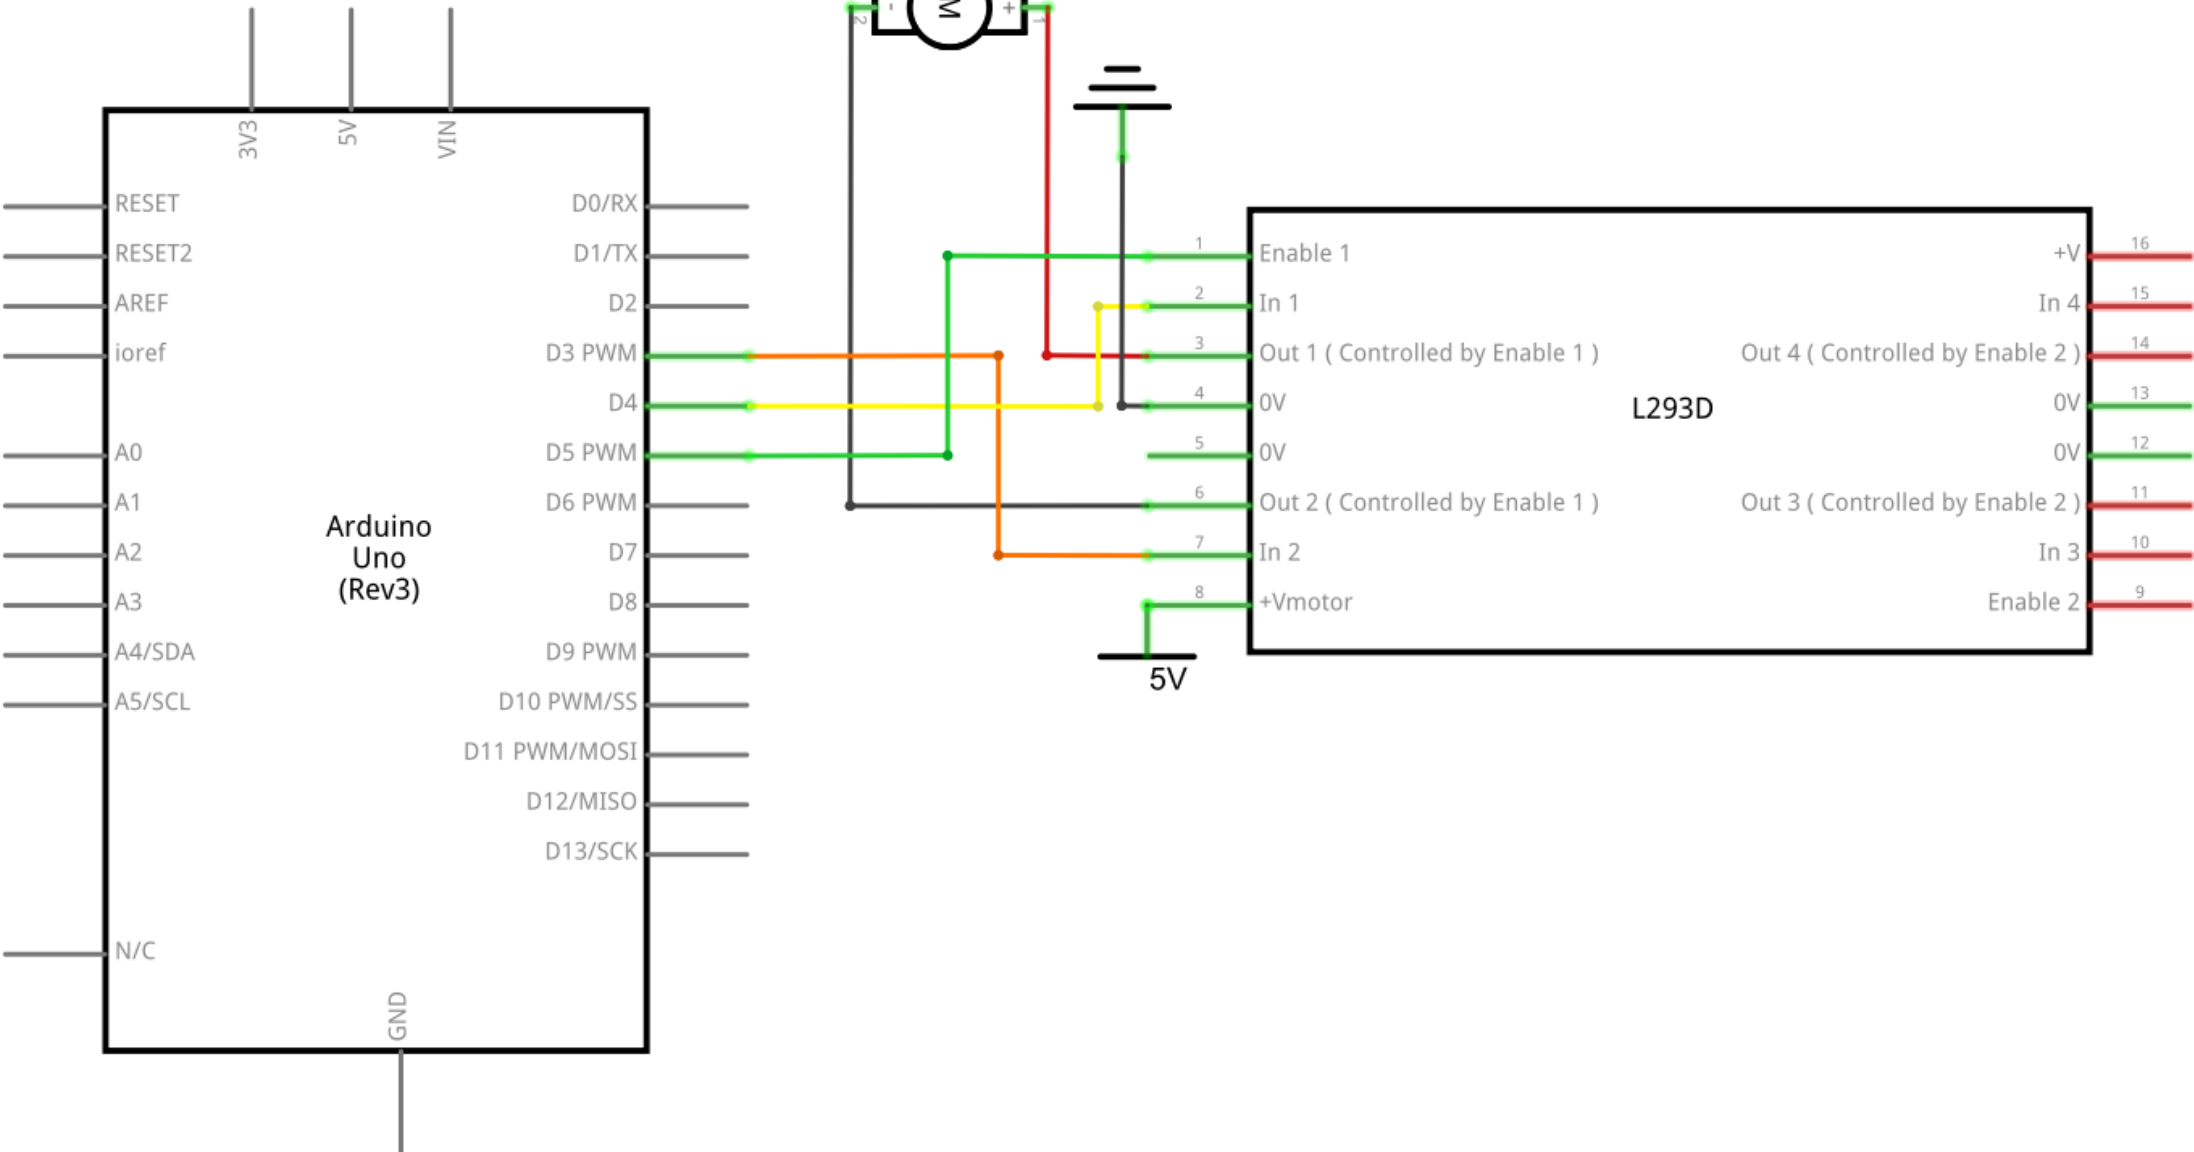 2
-
M
+
1
3V3
5V
VIN
RESET
RESET2
AREF
ioref
A0
A1
A2
A3
A4/SDA
A5/SCL
N/C
Arduino
Uno
(Rev3)
GND
D0/RX
D1/TX
D2
D3 PWM
D4
D5 PWM
D6 PWM
D7
D8
D9 PWM
D10 PWM/SS
D11 PWM/MOSI
D12/MISO
D13/SCK
1 Enable 1
2 In 1
3 Out 1 ( Controlled by Enable 1 )
4 0V
5 0V
6 Out 2 ( Controlled by Enable 1 )
7 In 2
8 +Vmotor
5V
L293D
+V 16
In 4 15
Out 4 ( Controlled by Enable 2 ) 14
0V 13
0V 12
Out 3 ( Controlled by Enable 2 ) 11
In 3 10
Enable 2 9